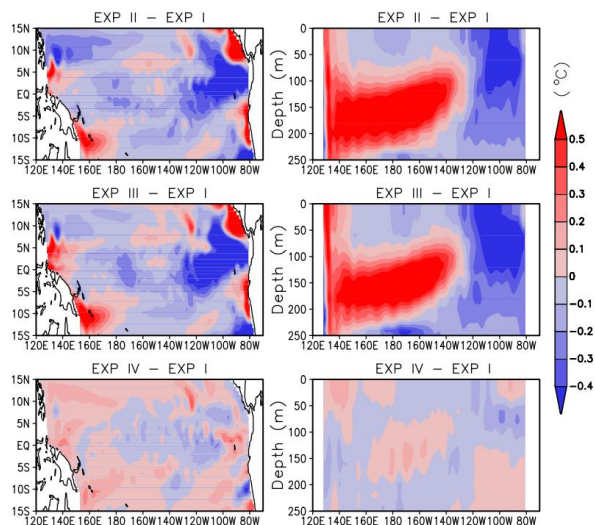 EXP II − EXP I
15N
10N
5N
EQ
5S
10S
15S
120E 140E 160E 180 160W 140W 120W 100W 80W
EXP II − EXP I
Depth (m)
0
50
100
150
200
250
120E 140E 160E 180 160W 140W 120W 100W 80W
EXP III − EXP I
15N
10N
5N
EQ
5S
10S
15S
120E 140E 160E 180 160W 140W 120W 100W 80W
EXP III − EXP I
Depth (m)
0
50
100
150
200
250
120E 140E 160E 180 160W 140W 120W 100W 80W
EXP IV − EXP I
15N
10N
5N
EQ
5S
10S
15S
120E 140E 160E 180 160W 140W 120W 100W 80W
EXP IV − EXP I
Depth (m)
0
50
100
150
200
250
120E 140E 160E 180 160W 140W 120W 100W 80W
(°C)
0.5
0.4
0.3
0.2
0.1
0
−0.1
−0.2
−0.3
−0.4